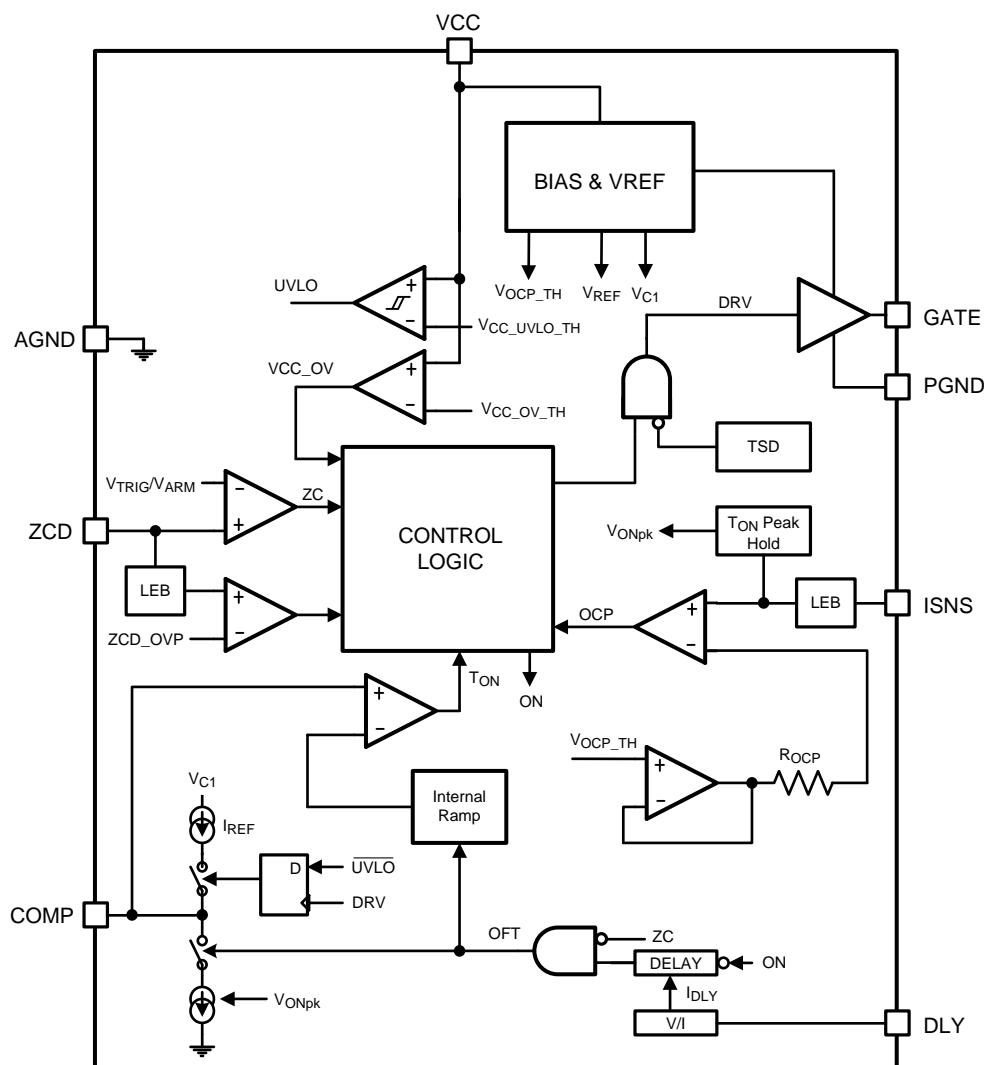 VCC
BIAS & VREF
UVLO
+
−
VOCP_TH
VREF
VC1
VCC_UVLO_TH
DRV
GATE
AGND
VCC_OV
+
−
VCC_OV_TH
PGND
TSD
VTRIG/VARM
−
+
ZC
ZCD
CONTROL
LOGIC
VONpk
TON Peak
Hold
LEB
+
−
ZCD_OVP
OCP
+
−
LEB
ISNS
TON
ON
+
−
VOCP_TH
+
−
ROCP
VC1
IREF
Internal
Ramp
D
UVLO
DRV
COMP
OFT
ZC
DELAY
ON
IDLY
VONpk
V/I
DLY